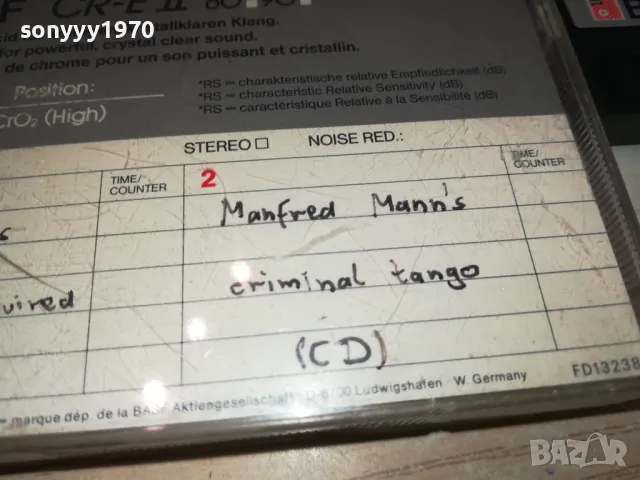 sonyyy1970
CR-E II
tallklaren Klang.
for powerful, crystal clear sound.
de chrome pour un son puissant et cristallin.
Position:
CrO2 (High)
*RS = charakteristische relative Empfindlichkeit (dB)
*RS = characteristic Relative Sensitivity (dB)
*RS = caractéristique Relative à la Sensibilité (dB)
STEREO □ NOISE RED.:
TIME/
COUNTER
2
TIME/
COUNTER
Manfred Mann's
s
criminal tango
uired
(CD)
marque dép. de la BASF Aktiengesellschaft D-6700 Ludwigshafen · W. Germany
FD13238
BAZAR
bg